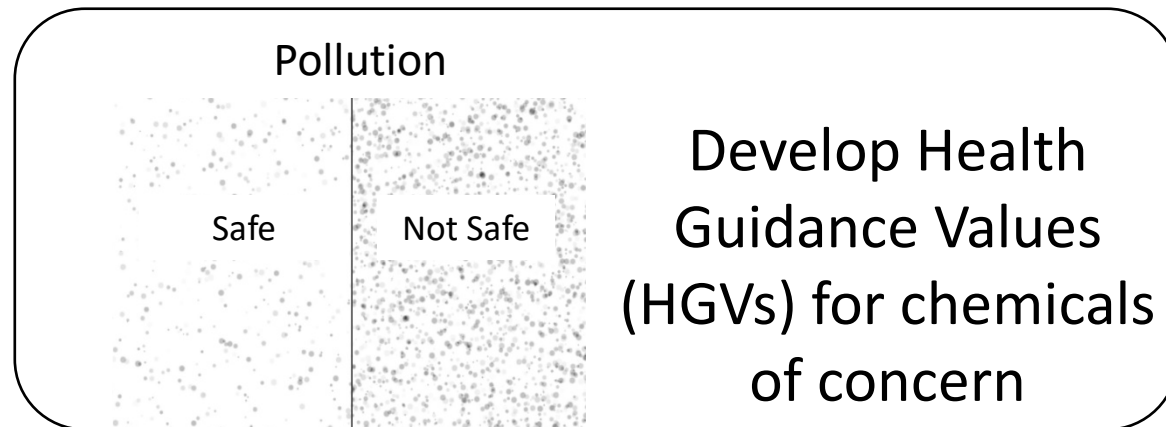 Pollution
Safe
Not Safe
Develop Health
Guidance Values
(HGVs) for chemicals
of concern